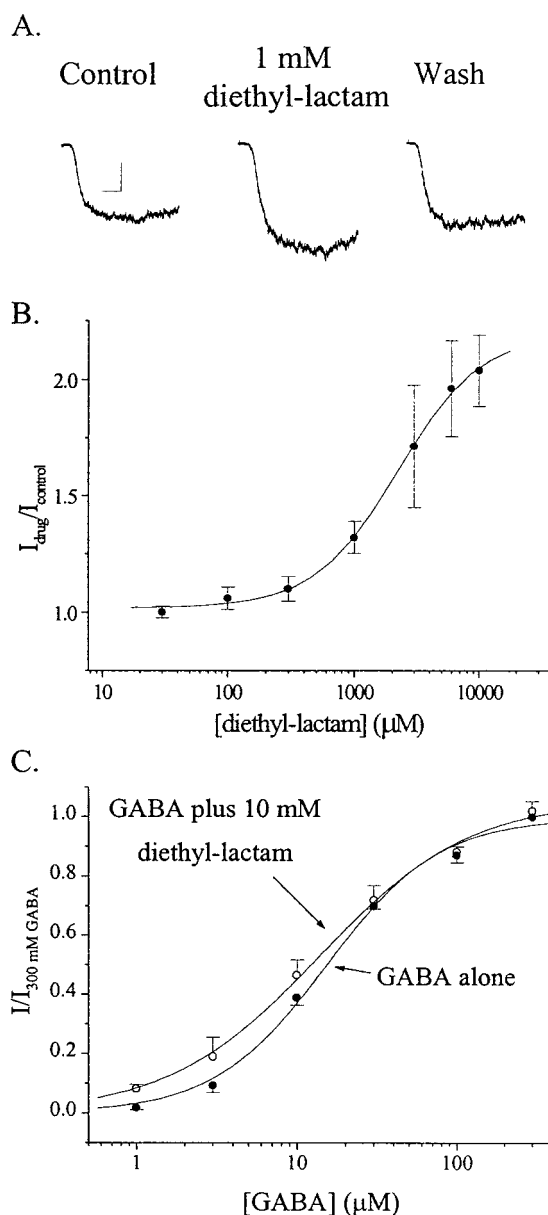 A.
Control
1 mM
diethyl-lactam
Wash
B.
2.0
1.5
1.0
I_drug/I_control
10
100
1000
10000
[diethyl-lactam] (μM)
C.
1.0
0.8
0.6
0.4
0.2
0.0
I/I_300 mM GABA
GABA plus 10 mM
diethyl-lactam
GABA alone
1
10
100
[GABA] (μM)